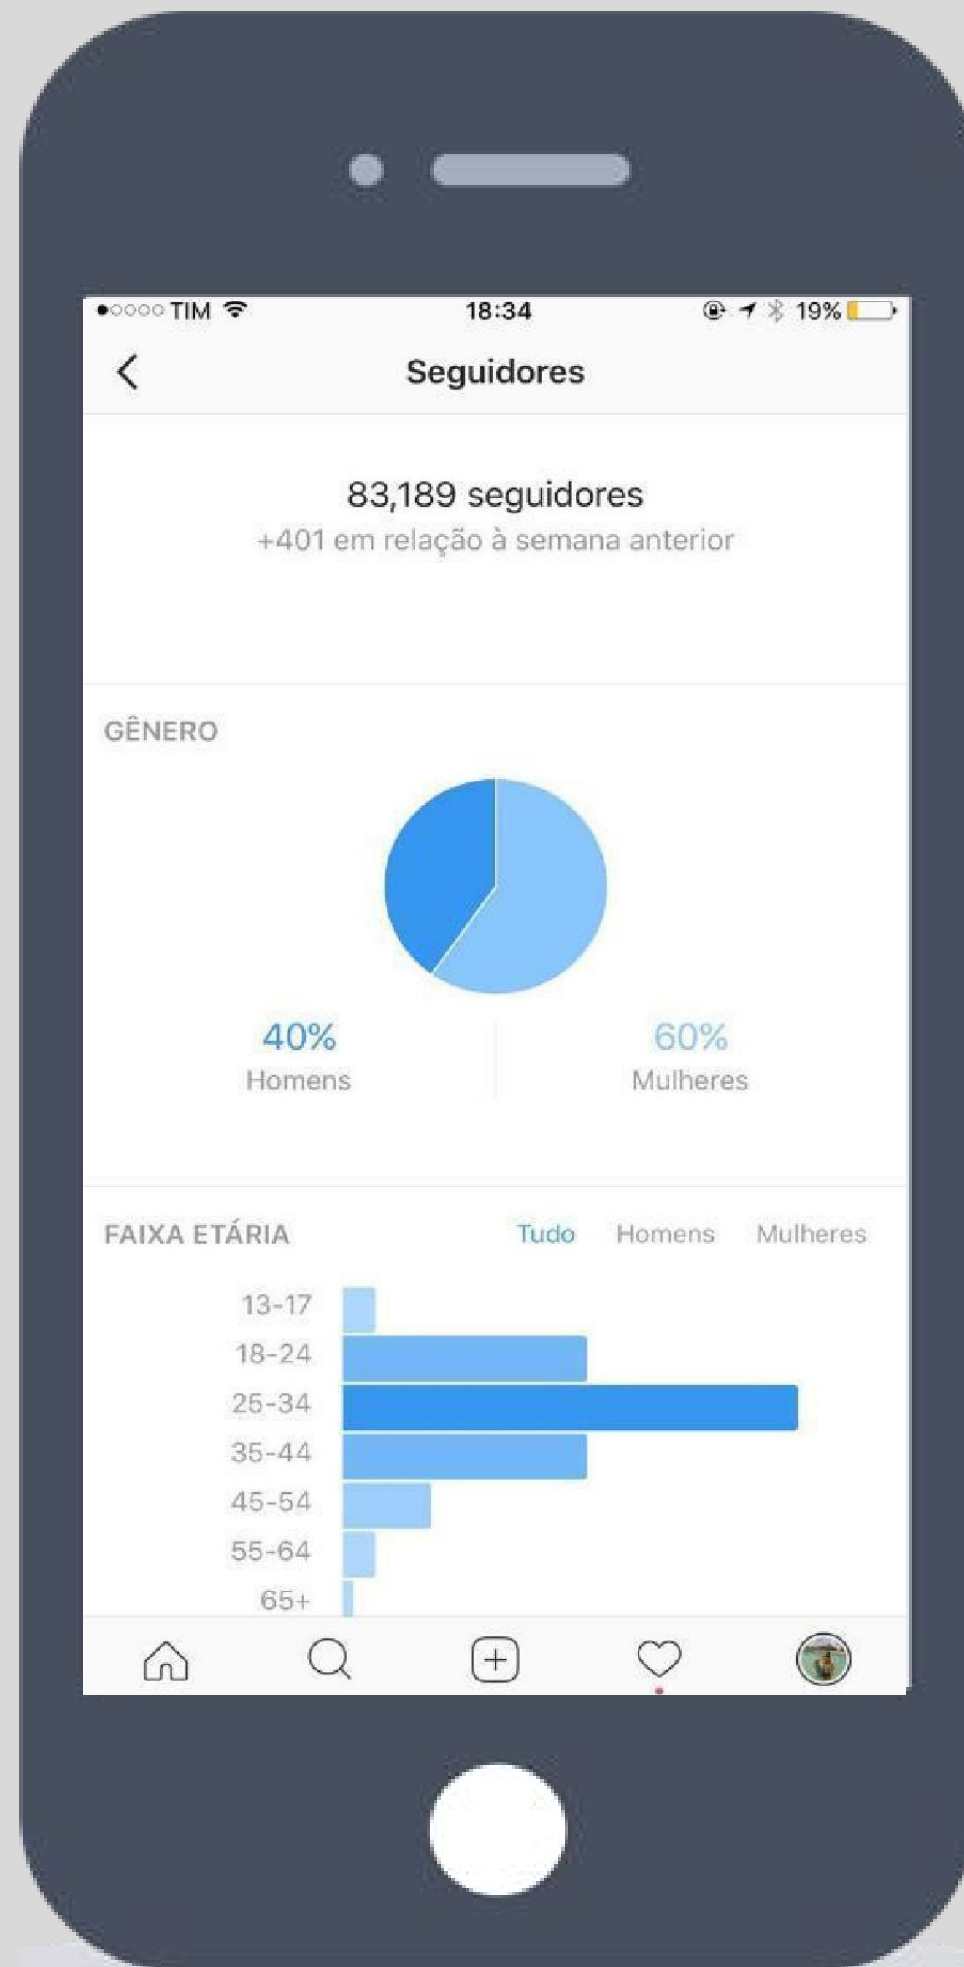 TIM 18:34 19%
Seguidores
83,189 seguidores
+401 em relação à semana anterior
GÊNERO
40% 60%
Homens Mulheres
FAIXA ETÁRIA Tudo Homens Mulheres
13-17
18-24
25-34
35-44
45-54
55-64
65+